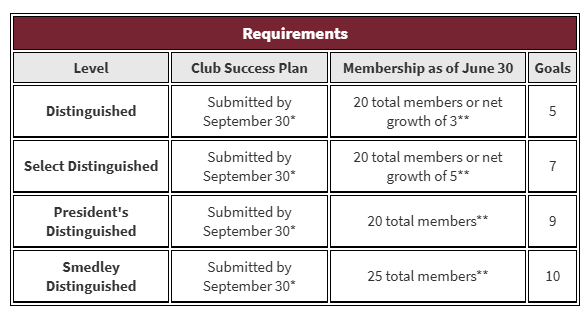 Requirements
Level Club Success Plan Membership as of June 30 Goals
Distinguished
Submitted by
September 30*
20 total members or net
growth of 3**
5
Select Distinguished
Submitted by
September 30*
20 total members or net
growth of 5**
7
President's
Distinguished
Submitted by
September 30*
20 total members**
9
Smedley
Distinguished
Submitted by
September 30*
25 total members**
10